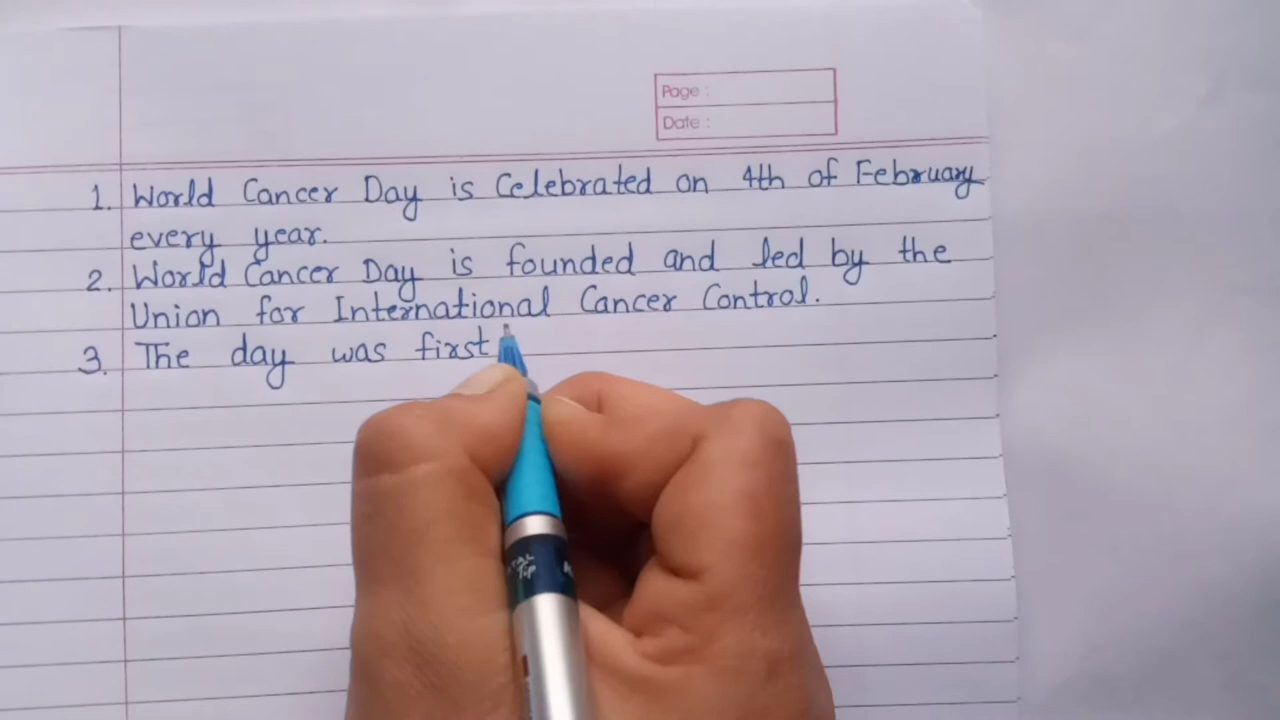 Page :
Date :
1. World Cancer Day is Celebrated on 4th of February
every year.
2. World Cancer Day is founded and led by the
Union for International Cancer Control.
3. The day was first
Tip